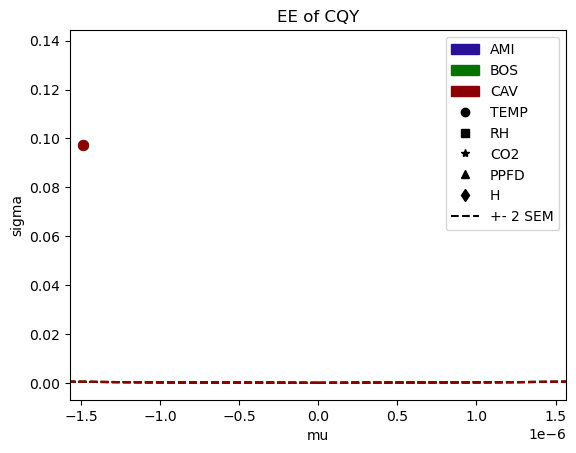 EE of CQY
0.14
0.12
0.10
0.08
0.06
0.04
0.02
0.00
sigma
AMI
BOS
CAV
TEMP
RH
CO2
PPFD
H
+- 2 SEM
−1.5 −1.0 −0.5 0.0 0.5 1.0 1.5
1e−6
mu